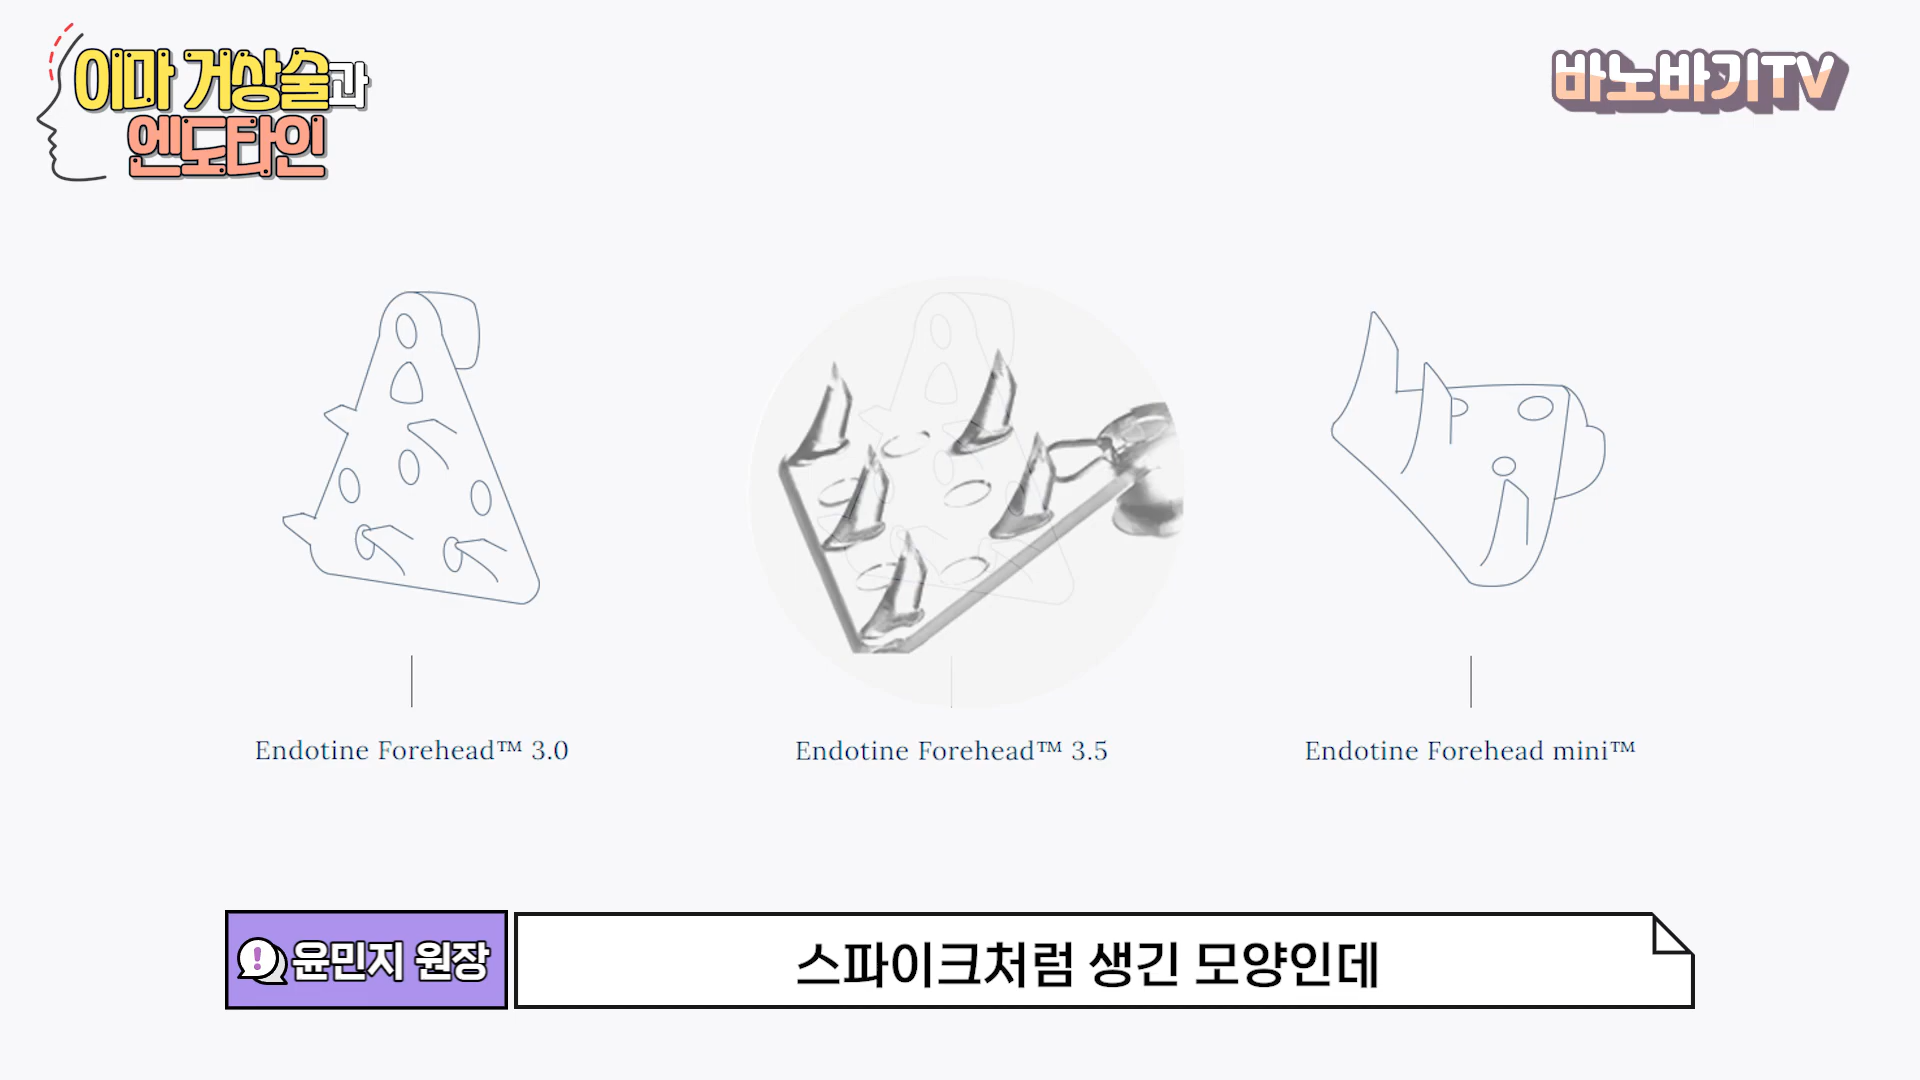 이마 거상술과
엔도타인
바노바기TV
Endotine Forehead™ 3.0
Endotine Forehead™ 3.5
Endotine Forehead mini™
윤민지 원장
스파이크처럼 생긴 모양인데